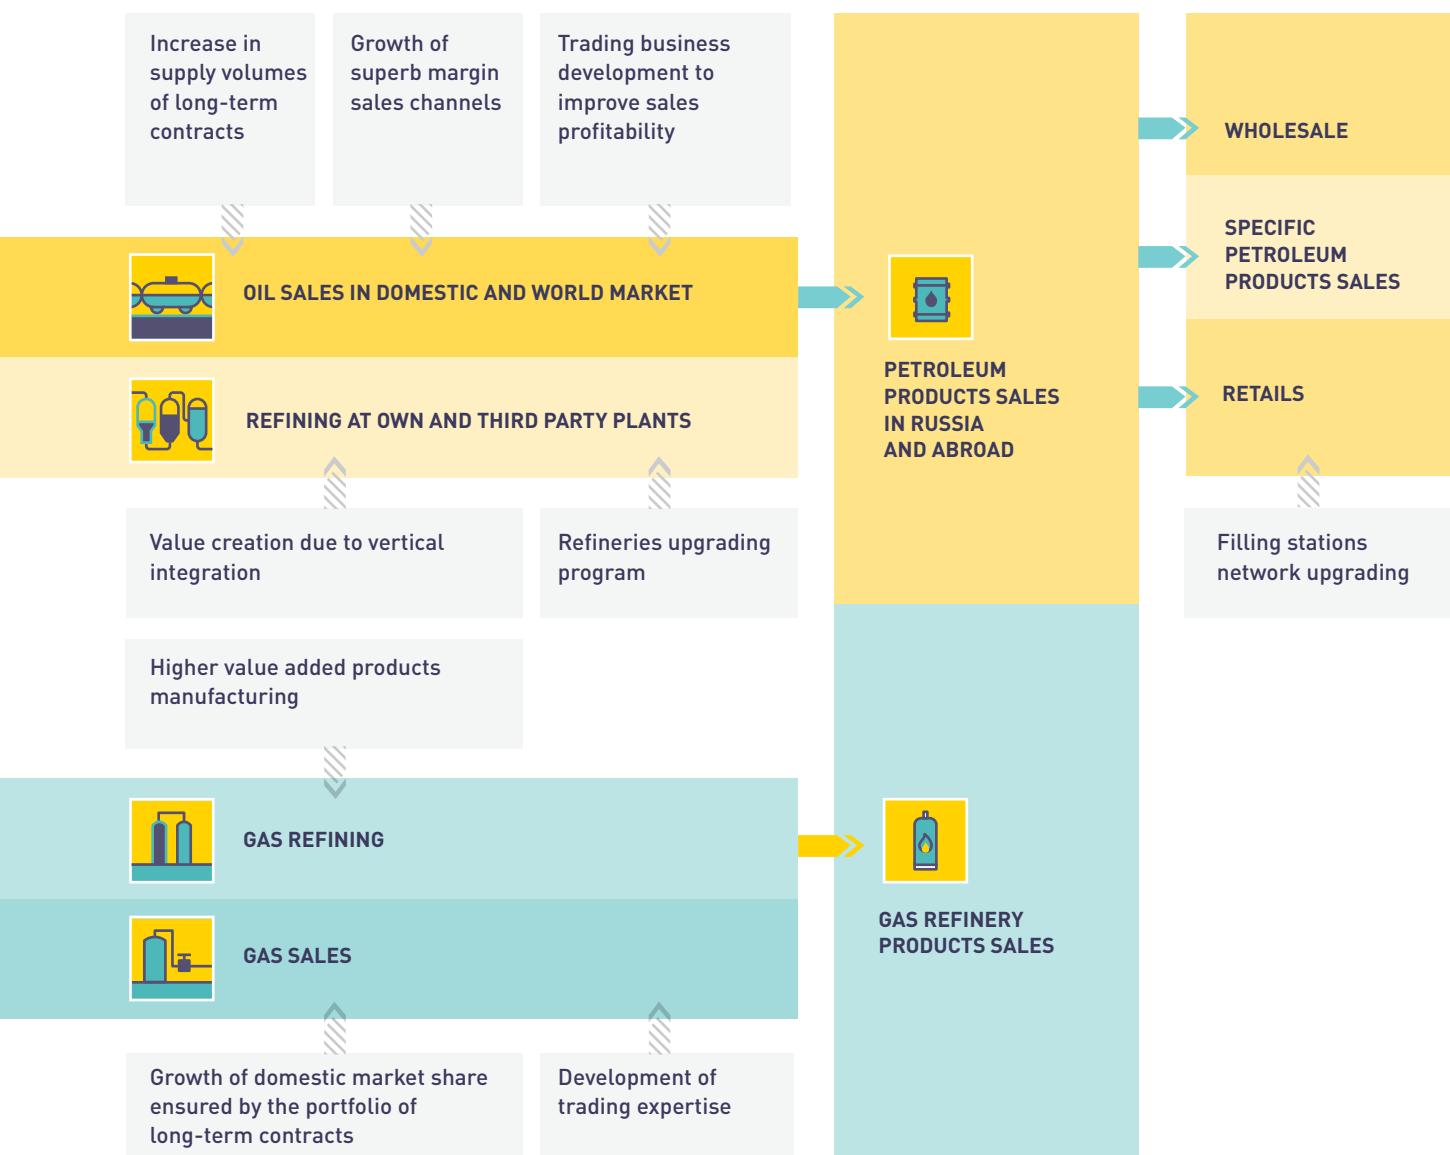 Increase in
supply volumes
of long-term
contracts
Growth of
superb margin
sales channels
Trading business
development to
improve sales
profitability
OIL SALES IN DOMESTIC AND WORLD MARKET
REFINING AT OWN AND THIRD PARTY PLANTS
Value creation due to vertical
integration
Refineries upgrading
program
PETROLEUM
PRODUCTS SALES
IN RUSSIA
AND ABROAD
WHOLESALE
SPECIFIC
PETROLEUM
PRODUCTS SALES
RETAILS
Filling stations
network upgrading
Higher value added products
manufacturing
GAS REFINING
GAS SALES
GAS REFINERY
PRODUCTS SALES
Growth of domestic market share
ensured by the portfolio of
long-term contracts
Development of
trading expertise